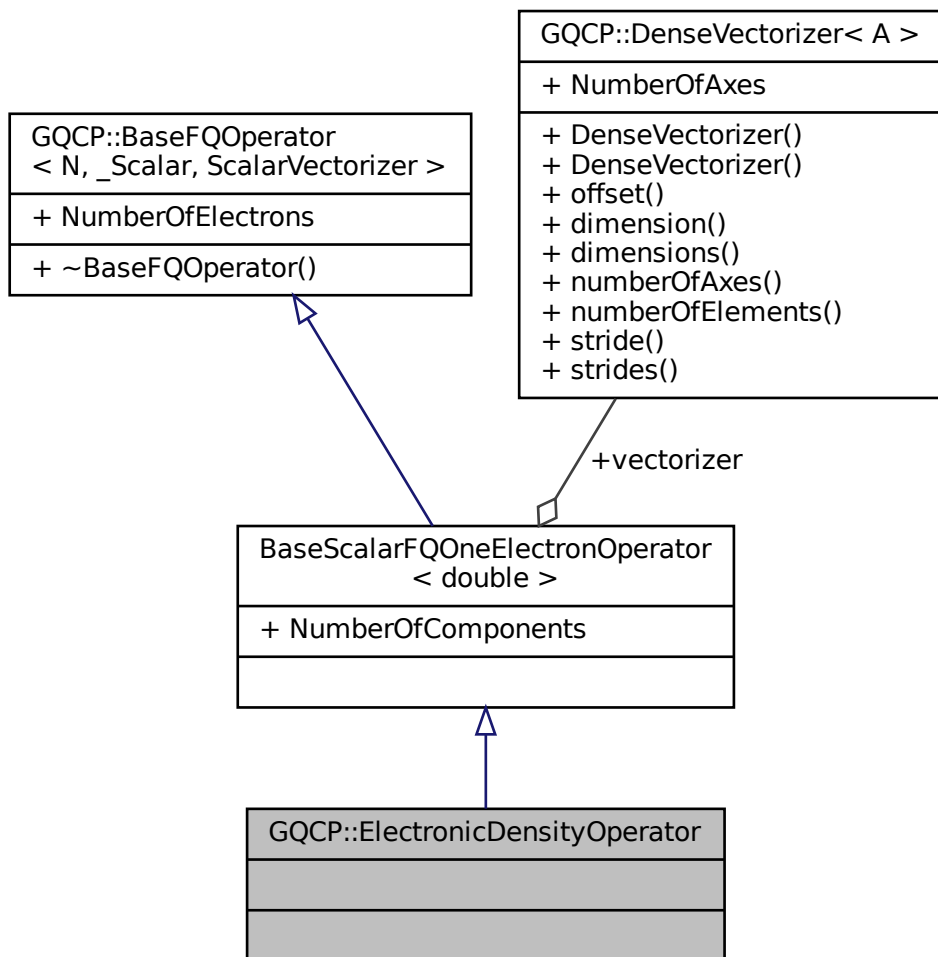 GQCP::DenseVectorizer< A >
+ NumberOfAxes
+ DenseVectorizer()
+ DenseVectorizer()
+ offset()
+ dimension()
+ dimensions()
+ numberOfAxes()
+ numberOfElements()
+ stride()
+ strides()
GQCP::BaseFQOperator
< N, _Scalar, ScalarVectorizer >
+ NumberOfElectrons
+ ~BaseFQOperator()
+vectorizer
BaseScalarFQOneElectronOperator
< double >
+ NumberOfComponents
GQCP::ElectronicDensityOperator